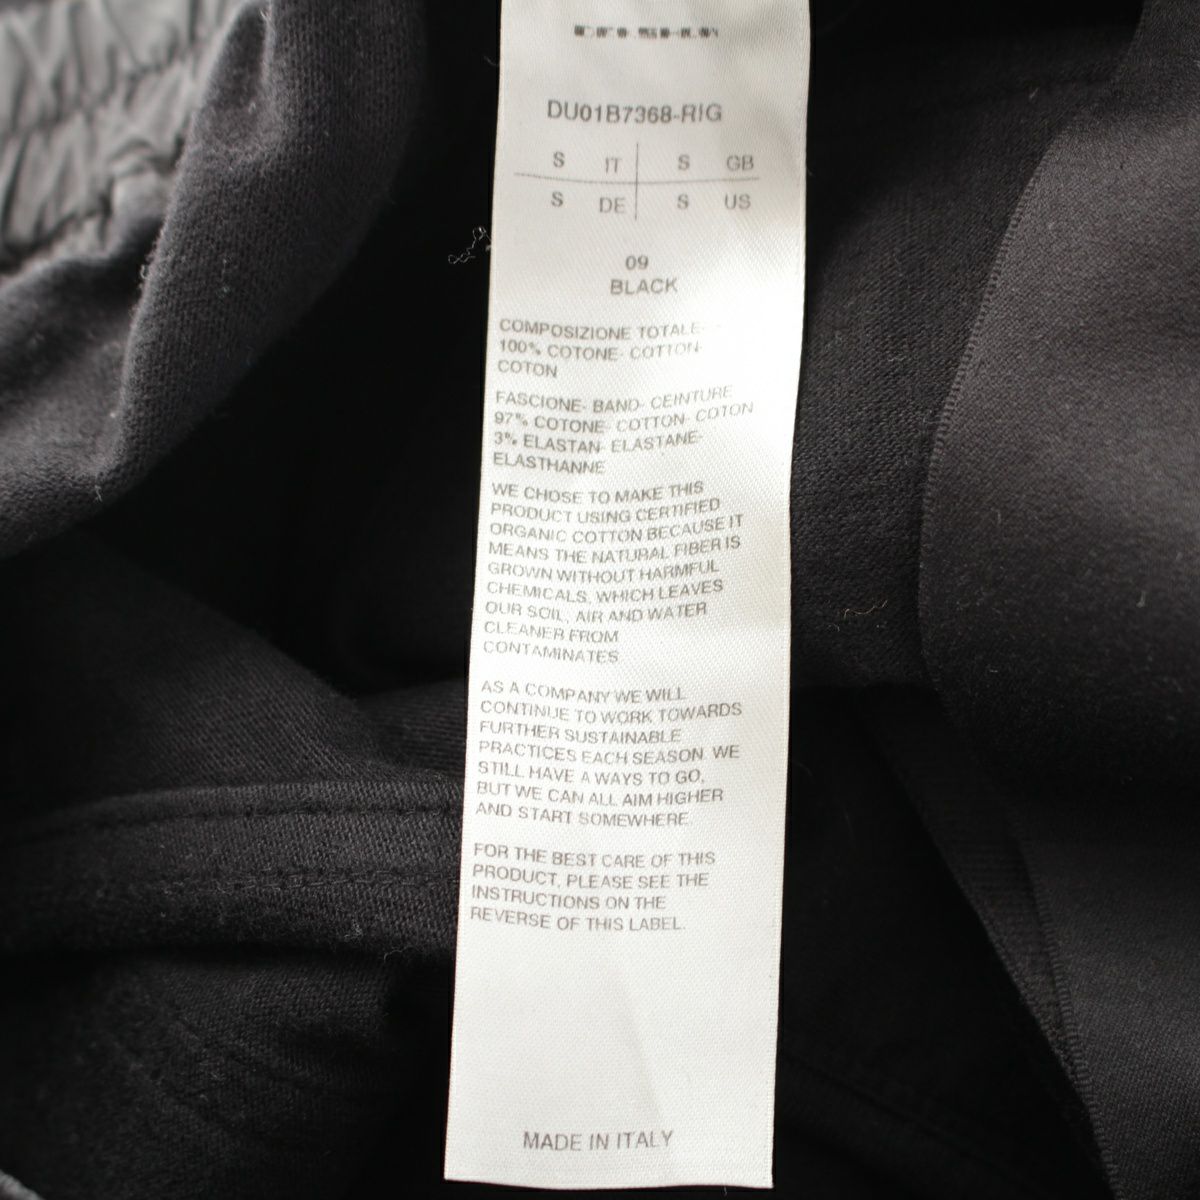 DU01B7368-RIG
S IT S GB
S DE S US
09
BLACK
COMPOSIZIONE TOTALE-
100% COTONE- COTTON-
COTON
FASCIONE- BAND- CEINTURE
97% COTONE- COTTON- COTON
3% ELASTAN- ELASTANE-
ELASTHANNE
WE CHOSE TO MAKE THIS
PRODUCT USING CERTIFIED
ORGANIC COTTON BECAUSE IT
MEANS THE NATURAL FIBER IS
GROWN WITHOUT HARMFUL
CHEMICALS, WHICH LEAVES
OUR SOIL, AIR AND WATER
CLEANER FROM
CONTAMINATES
AS A COMPANY WE WILL
CONTINUE TO WORK TOWARDS
FURTHER SUSTAINABLE
PRACTICES EACH SEASON. WE
STILL HAVE A WAYS TO GO,
BUT WE CAN ALL AIM HIGHER
AND START SOMEWHERE.
FOR THE BEST CARE OF THIS
PRODUCT, PLEASE SEE THE
INSTRUCTIONS ON THE
REVERSE OF THIS LABEL.
MADE IN ITALY